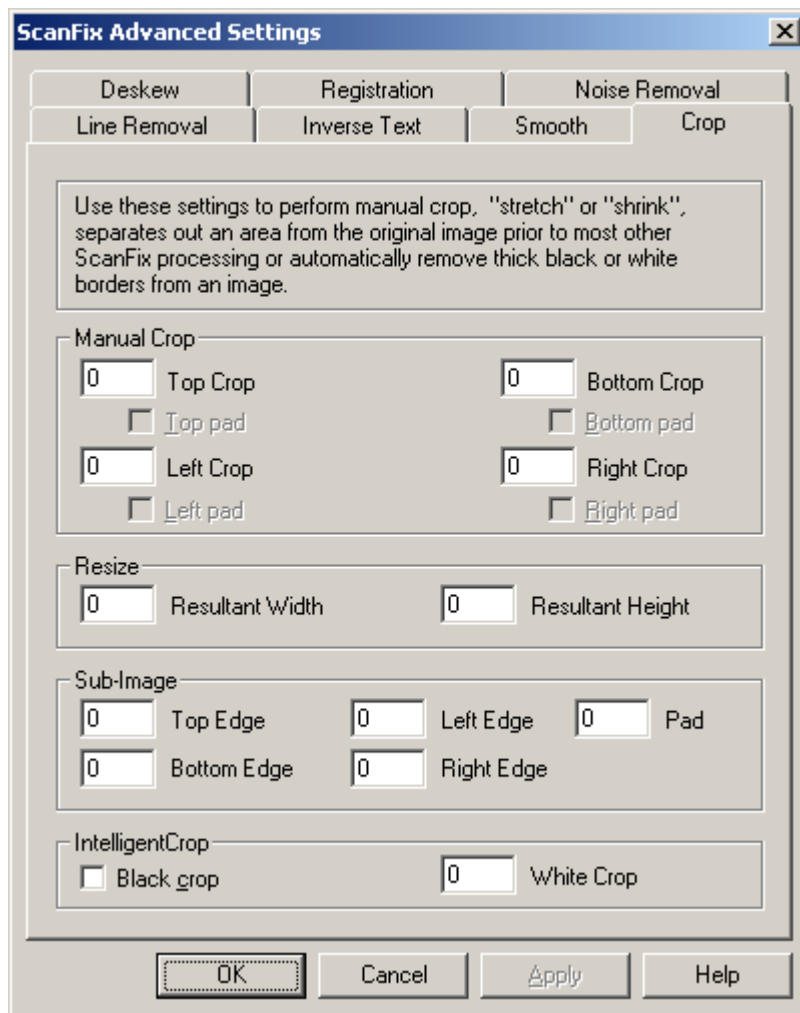 ScanFix Advanced Settings
Deskew Registration Noise Removal
Line Removal Inverse Text Smooth Crop
Use these settings to perform manual crop, "stretch" or "shrink",
separates out an area from the original image prior to most other
ScanFix processing or automatically remove thick black or white
borders from an image.
Manual Crop
0 Top Crop 0 Bottom Crop
Top pad Bottom pad
0 Left Crop 0 Right Crop
Left pad Right pad
Resize
0 Resultant Width 0 Resultant Height
Sub-Image
0 Top Edge 0 Left Edge 0 Pad
0 Bottom Edge 0 Right Edge
IntelligentCrop
Black crop 0 White Crop
OK Cancel Apply Help